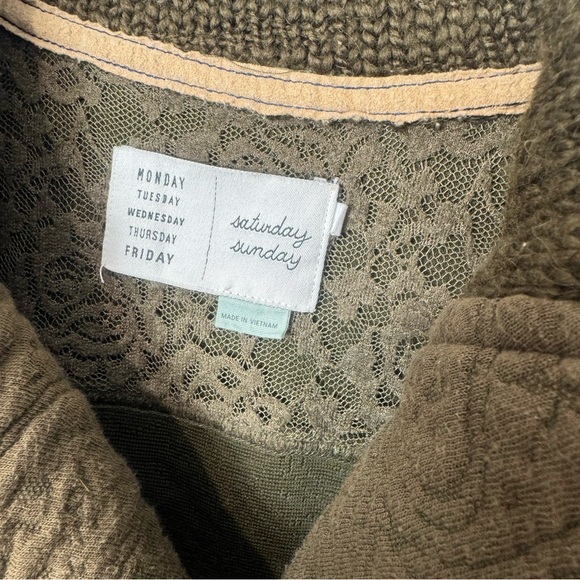 MONDAY
TUESDAY
WEDNESDAY
THURSDAY
FRIDAY
saturday
sunday
MADE IN VIETNAM